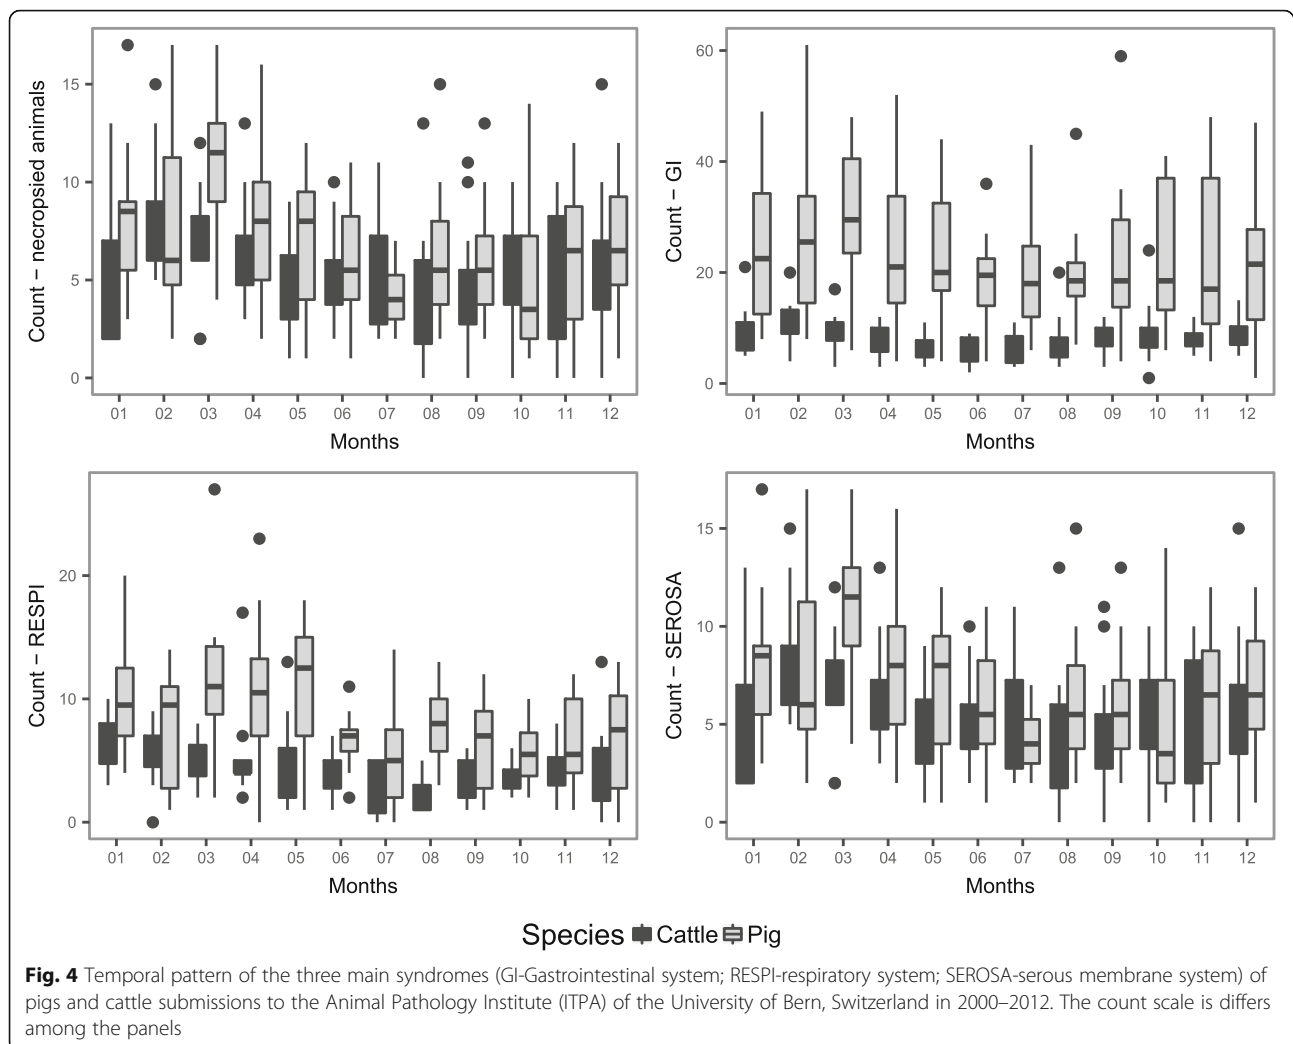 Count − necropsied animals
15
10
5
0
01 02 03 04 05 06 07 08 09 10 11 12
Months
Count − GI
60
40
20
0
01 02 03 04 05 06 07 08 09 10 11 12
Months
Count − RESPI
20
10
0
01 02 03 04 05 06 07 08 09 10 11 12
Months
Count − SEROSA
15
10
5
0
01 02 03 04 05 06 07 08 09 10 11 12
Months
Species Cattle Pig
Fig. 4 Temporal pattern of the three main syndromes (GI-Gastrointestinal system; RESPI-respiratory system; SEROSA-serous membrane system) of
pigs and cattle submissions to the Animal Pathology Institute (ITPA) of the University of Bern, Switzerland in 2000–2012. The count scale is differs
among the panels